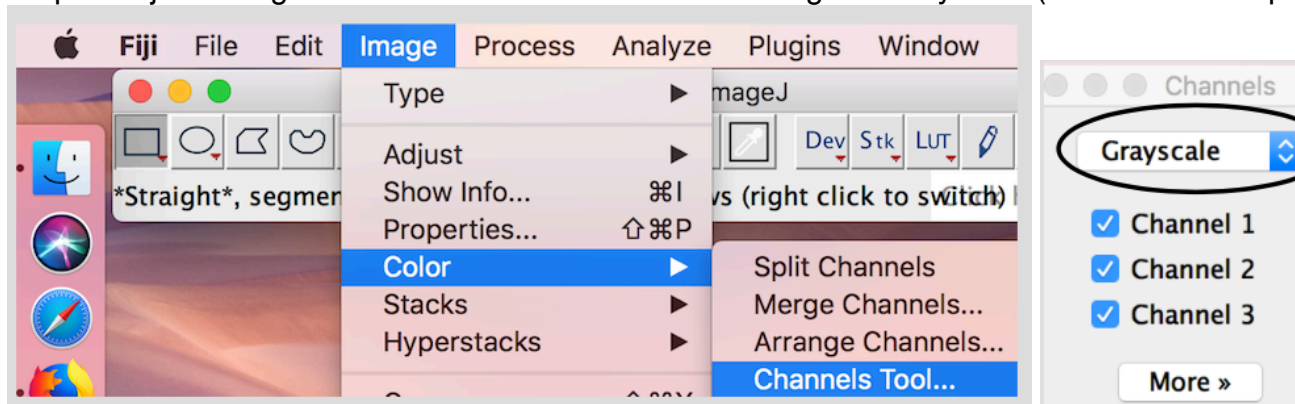 Fiji File Edit Image Process Analyze Plugins Window
Type
mageJ
Dev Stk LUT
Adjust
*Straight*, segmen
Show Info... ⌘I
vs (right click to switch)
Properties... ⇧⌘P
Color
Stacks
Hyperstacks
Split Channels
Merge Channels...
Arrange Channels...
Channels Tool...
Channels
Grayscale
Channel 1
Channel 2
Channel 3
More »